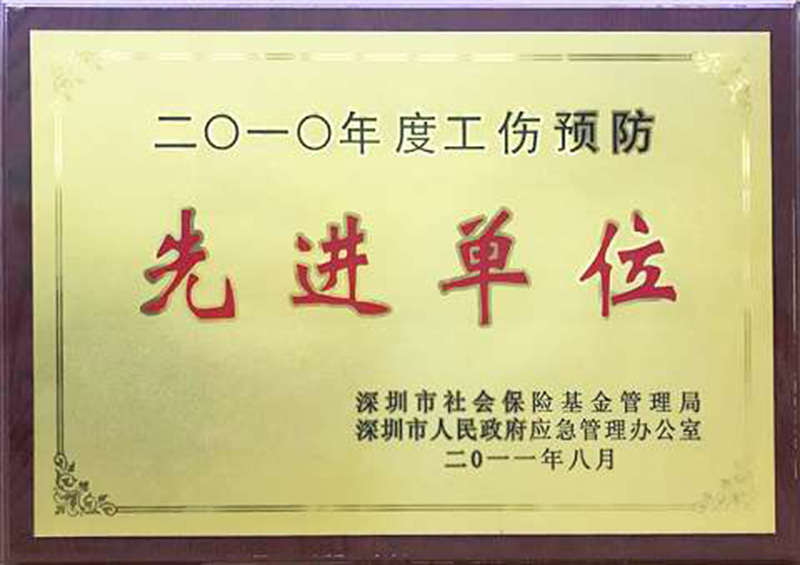 二〇一〇年度工伤预防
先进单位
深圳市社会保险基金管理局
深圳市人民政府应急管理办公室
二0一一年八月